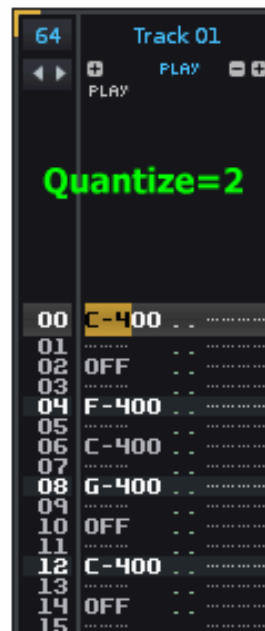 64 Track 01
PLAY
PLAY
Quantize=2
00 C-400 .. .........
01 ......... .. .........
02 OFF .. .........
03 ......... .. .........
04 F-400 .. .........
05 ......... .. .........
06 C-400 .. .........
07 ......... .. .........
08 G-400 .. .........
09 ......... .. .........
10 OFF .. .........
11 ......... .. .........
12 C-400 .. .........
13 ......... .. .........
14 OFF .. .........
15 ......... .. .........